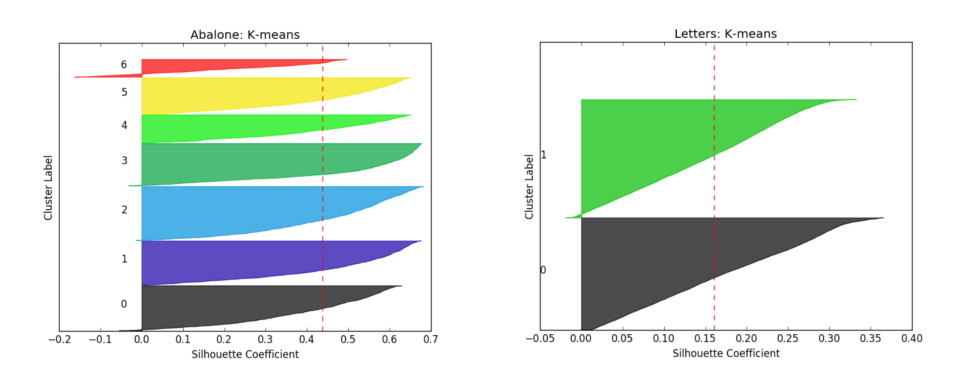 Abalone: K-means
Cluster Label
6
5
4
3
2
1
0
−0.2 −0.1 0.0 0.1 0.2 0.3 0.4 0.5 0.6 0.7
Silhouette Coefficient
Letters: K-means
Cluster Label
1
0
−0.05 0.00 0.05 0.10 0.15 0.20 0.25 0.30 0.35 0.40
Silhouette Coefficient